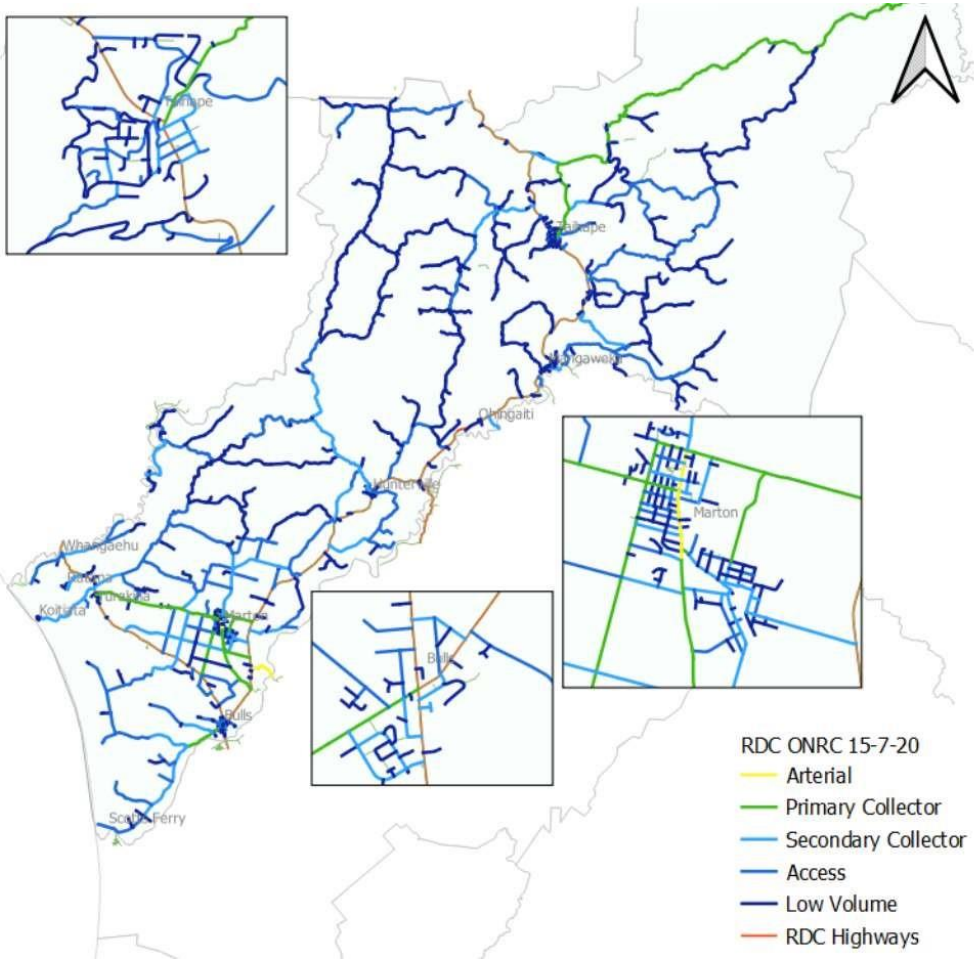 Taihape
Taihape
Mangaweka
Ohingaiti
Hunterville
Whangaehu
Ratana
Turakina
Koitiata
Marton
Marton
Bulls
Bulls
Scotts Ferry
RDC ONRC 15-7-20
Arterial
Primary Collector
Secondary Collector
Access
Low Volume
RDC Highways